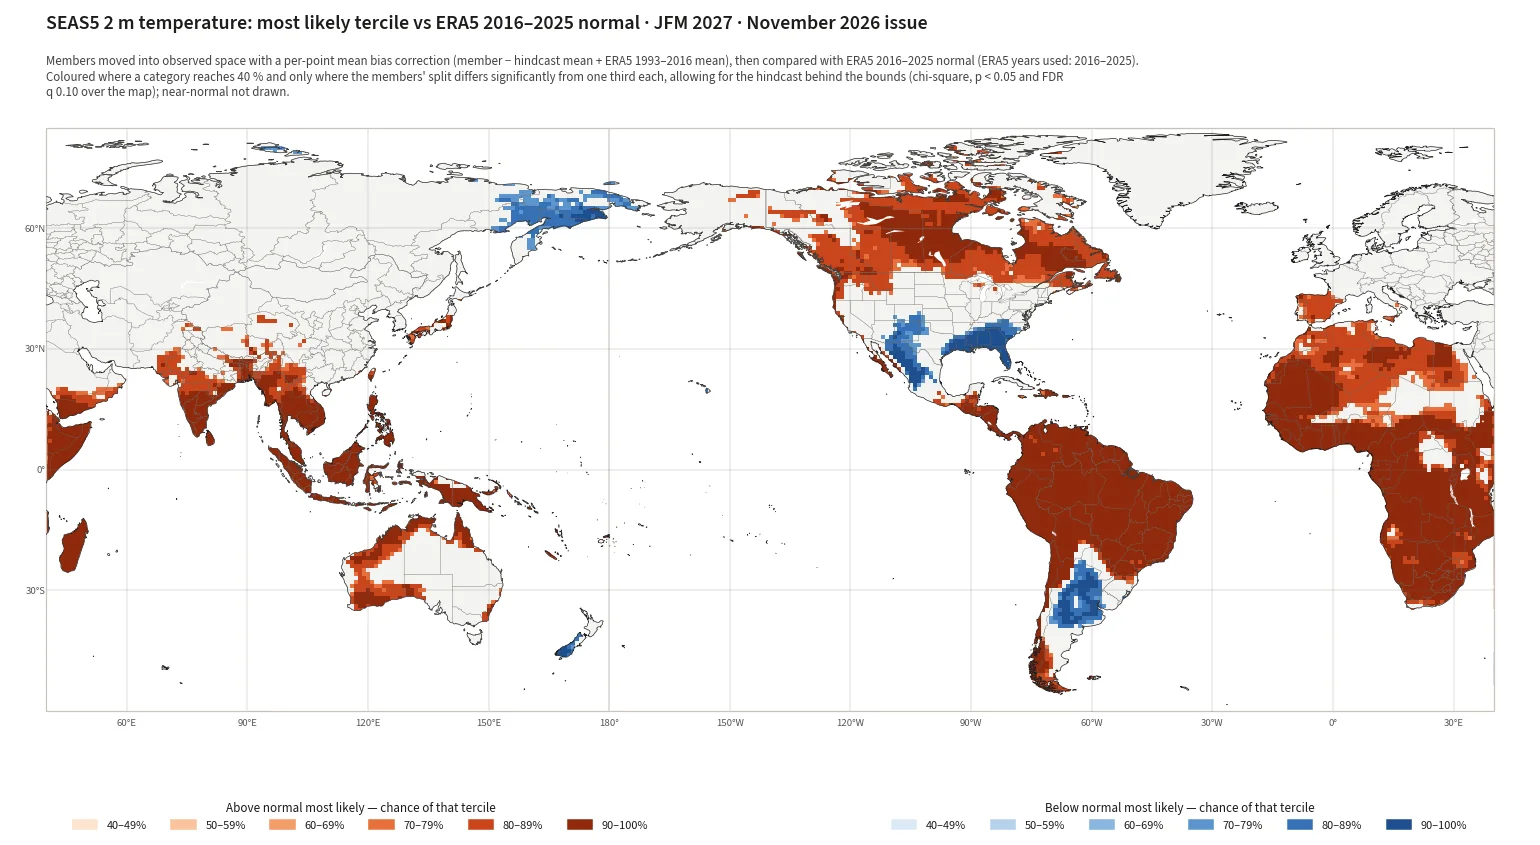 SEAS5 2 m temperature: most likely tercile vs ERA5 2016–2025 normal · JFM 2027 · November 2026 issue
Members moved into observed space with a per-point mean bias correction (member − hindcast mean + ERA5 1993–2016 mean), then compared with ERA5 2016–2025 normal (ERA5 years used: 2016–2025).
Coloured where a category reaches 40 % and only where the members' split differs significantly from one third each, allowing for the hindcast behind the bounds (chi-square, p < 0.05 and FDR
q 0.10 over the map); near-normal not drawn.
60°N
30°N
0°
30°S
60°E 90°E 120°E 150°E 180° 150°W 120°W 90°W 60°W 30°W 0° 30°E
Above normal most likely — chance of that tercile
40–49% 50–59% 60–69% 70–79% 80–89% 90–100%
Below normal most likely — chance of that tercile
40–49% 50–59% 60–69% 70–79% 80–89% 90–100%